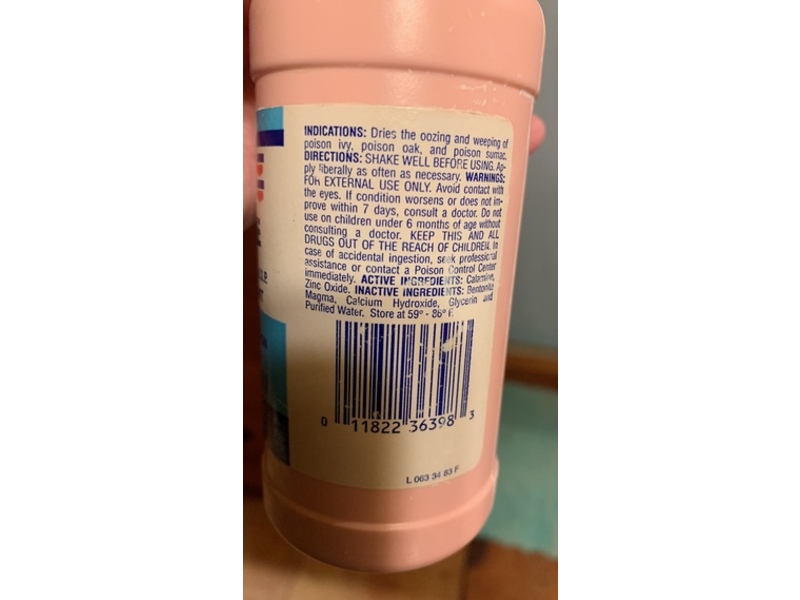 INDICATIONS: Dries the oozing and weeping of
poison ivy, poison oak, and poison sumac.
DIRECTIONS: SHAKE WELL BEFORE USING. Ap-
ply liberally as often as necessary. WARNINGS:
FOR EXTERNAL USE ONLY. Avoid contact with
the eyes. If condition worsens or does not im-
prove within 7 days, consult a doctor. Do not
use on children under 6 months of age without
consulting a doctor. KEEP THIS AND ALL
DRUGS OUT OF THE REACH OF CHILDREN. In
case of accidental ingestion, seek professional
assistance or contact a Poison Control Center
immediately. ACTIVE INGREDIENTS: Calamine,
Zinc Oxide. INACTIVE INGREDIENTS: Bentonite
Magma, Calcium Hydroxide, Glycerin and
Purified Water. Store at 59° - 86° F.
0 11822 36398 3
L 063 34 83 F